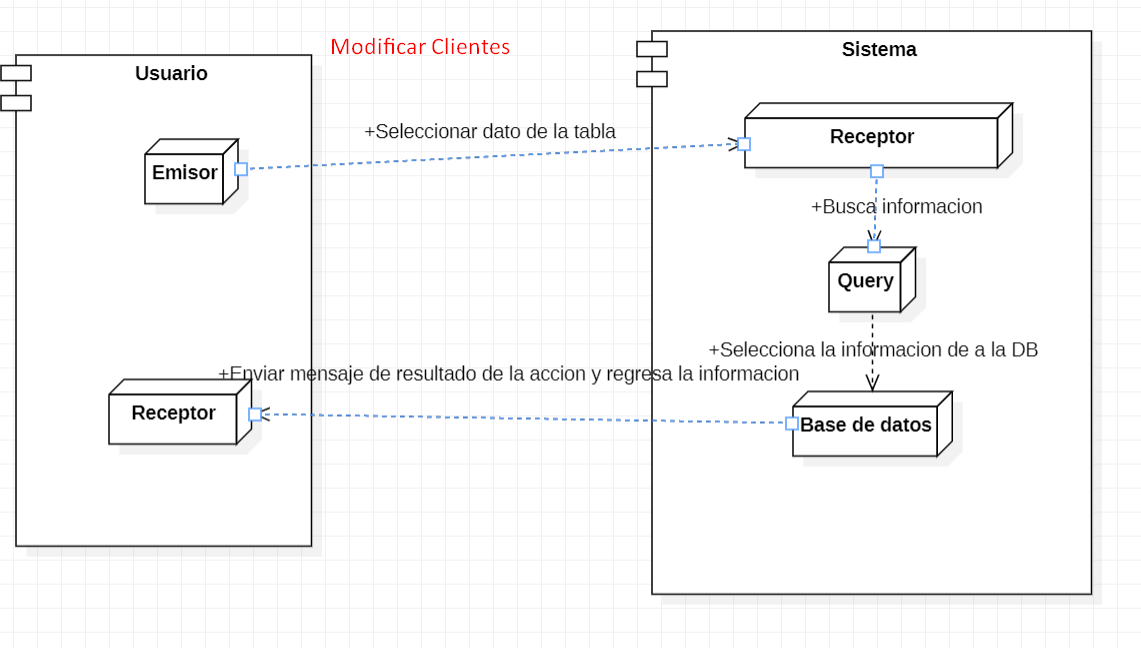 Modificar Clientes
Usuario
Sistema
+Seleccionar dato de la tabla
Emisor
Receptor
+Busca informacion
Query
+Selecciona la informacion de a la DB
+Enviar mensaje de resultado de la accion y regresa la informacion
Receptor
Base de datos